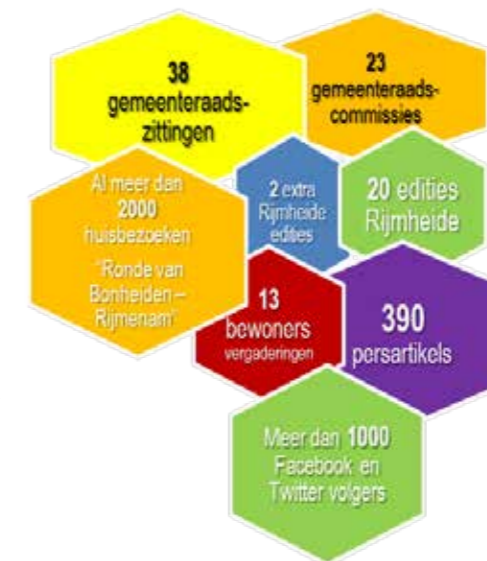 38
gemeenteraads-
zittingen
23
gemeenteraads-
commissies
Al meer dan
2000
huisbezoeken
"Ronde van
Bonheiden –
Rijmenam"
2 extra
Rijmheide
edities
20 edities
Rijmheide
13
bewoners
vergaderingen
390
persartikels
Meer dan 1000
Facebook en
Twitter volgers